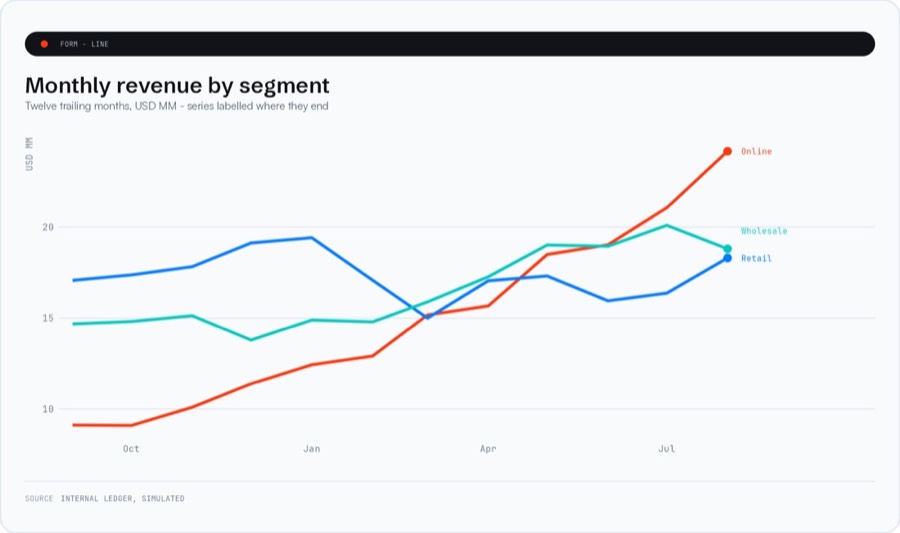 FORM - LINE
Monthly revenue by segment
Twelve trailing months, USD MM - series labelled where they end
USD MM
Online
20
Wholesale
Retail
15
10
Oct Jan Apr Jul
SOURCE INTERNAL LEDGER, SIMULATED